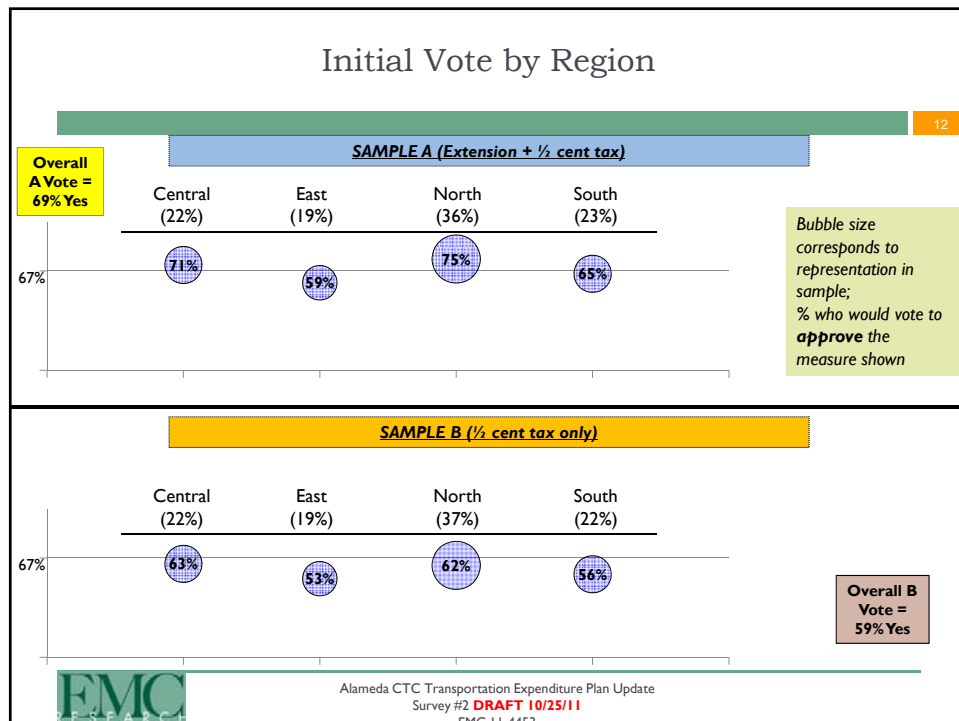 Initial Vote by Region
12
SAMPLE A (Extension + ½ cent tax)
Overall
A Vote =
69% Yes
Central East North South
(22%) (19%) (36%) (23%)
71% 59% 75% 65%
67%
Bubble size
corresponds to
representation in
sample;
% who would vote to
approve the
measure shown
SAMPLE B (½ cent tax only)
Central East North South
(22%) (19%) (37%) (22%)
67%
63% 53% 62% 56%
Overall B
Vote =
59% Yes
EMC
RESEARCH
Alameda CTC Transportation Expenditure Plan Update
Survey #2 DRAFT 10/25/11
EMC 11-4453